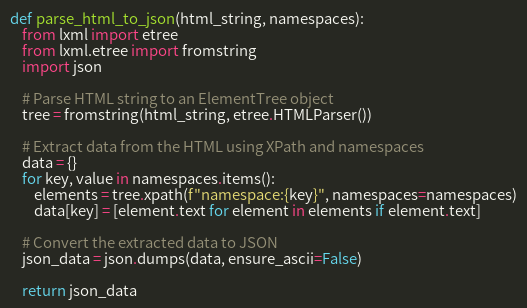 def parse_html_to_json(html_string, namespaces):
    from lxml import etree
    from lxml.etree import fromstring
    import json

    # Parse HTML string to an ElementTree object
    tree = fromstring(html_string, etree.HTMLParser())

    # Extract data from the HTML using XPath and namespaces
    data = {}
    for key, value in namespaces.items():
        elements = tree.xpath(f"namespace:{key}", namespaces=namespaces)
        data[key] = [element.text for element in elements if element.text]

    # Convert the extracted data to JSON
    json_data = json.dumps(data, ensure_ascii=False)

    return json_data